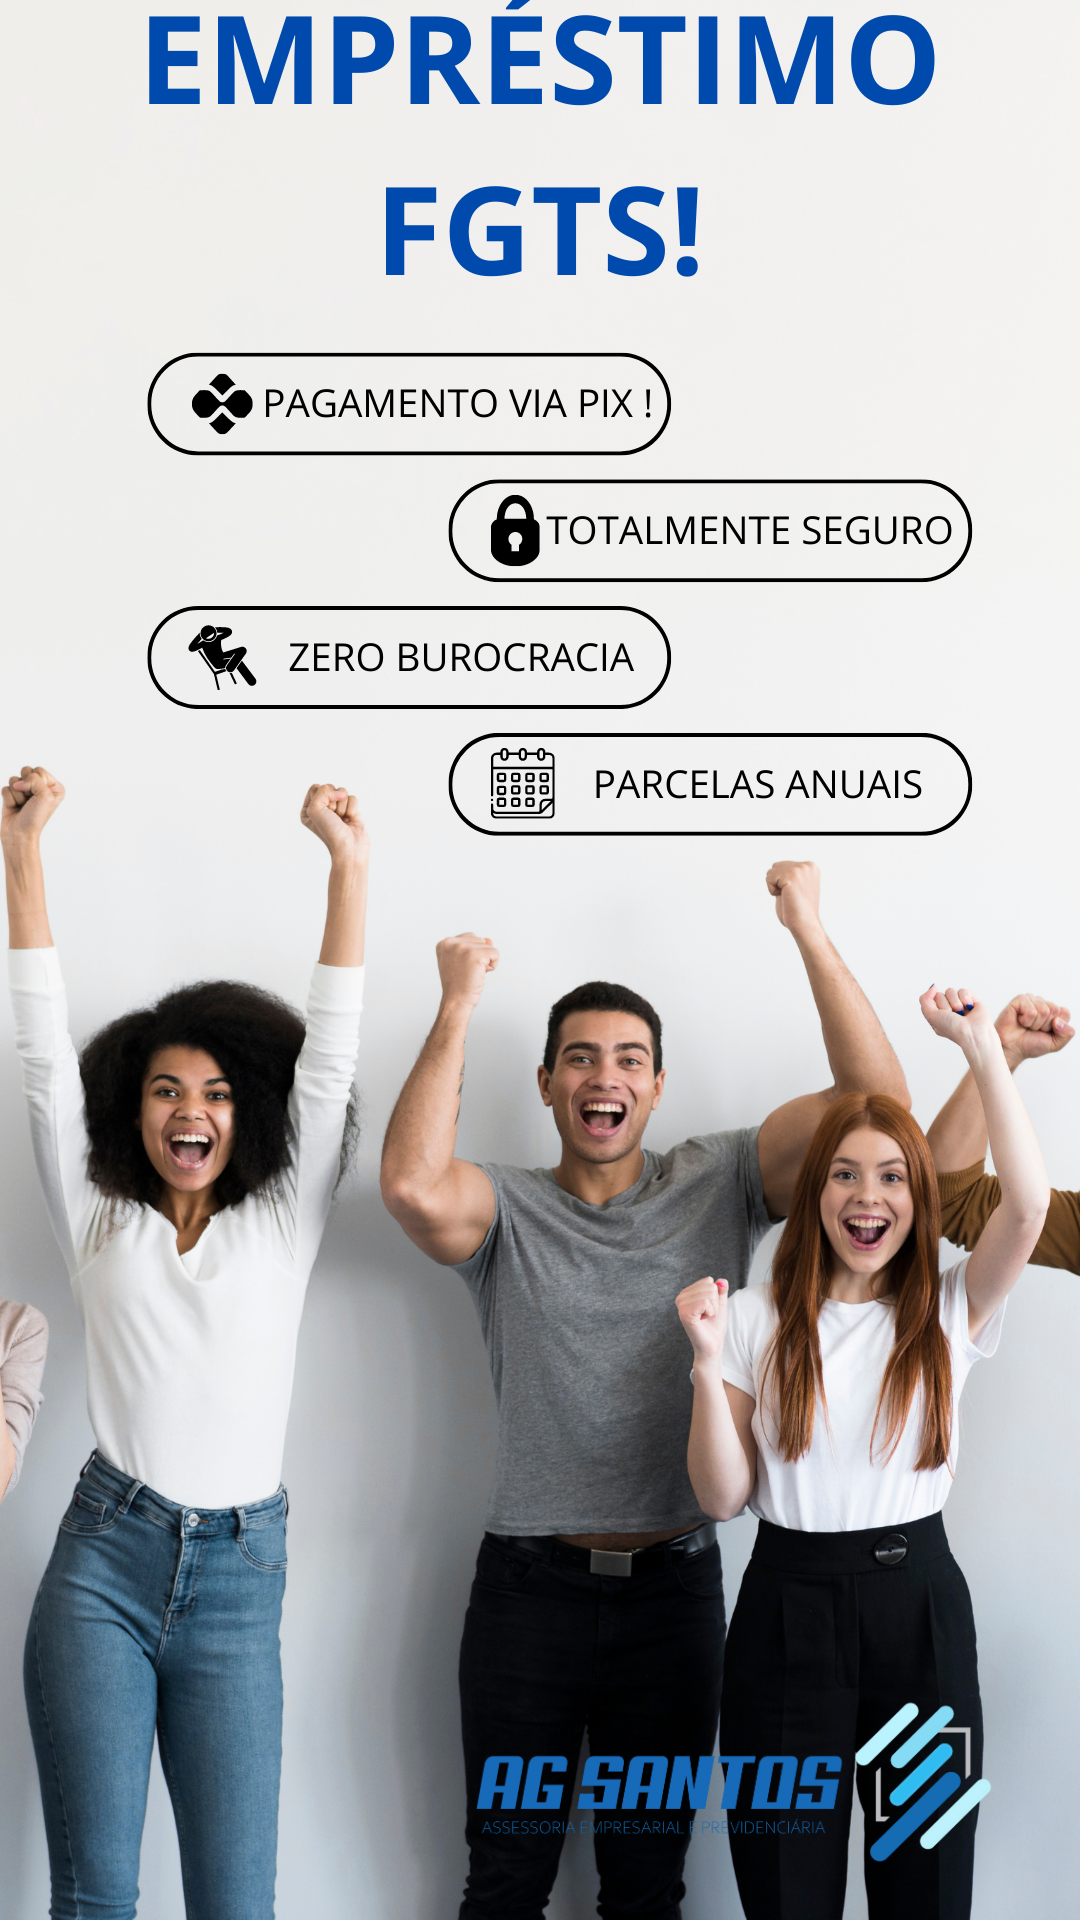 EMPRÉSTIMO
FGTS!
PAGAMENTO VIA PIX !
TOTALMENTE SEGURO
ZERO BUROCRACIA
PARCELAS ANUAIS
AG SANTOS
ASSESSORIA EMPRESARIAL E PREVIDENCIÁRIA